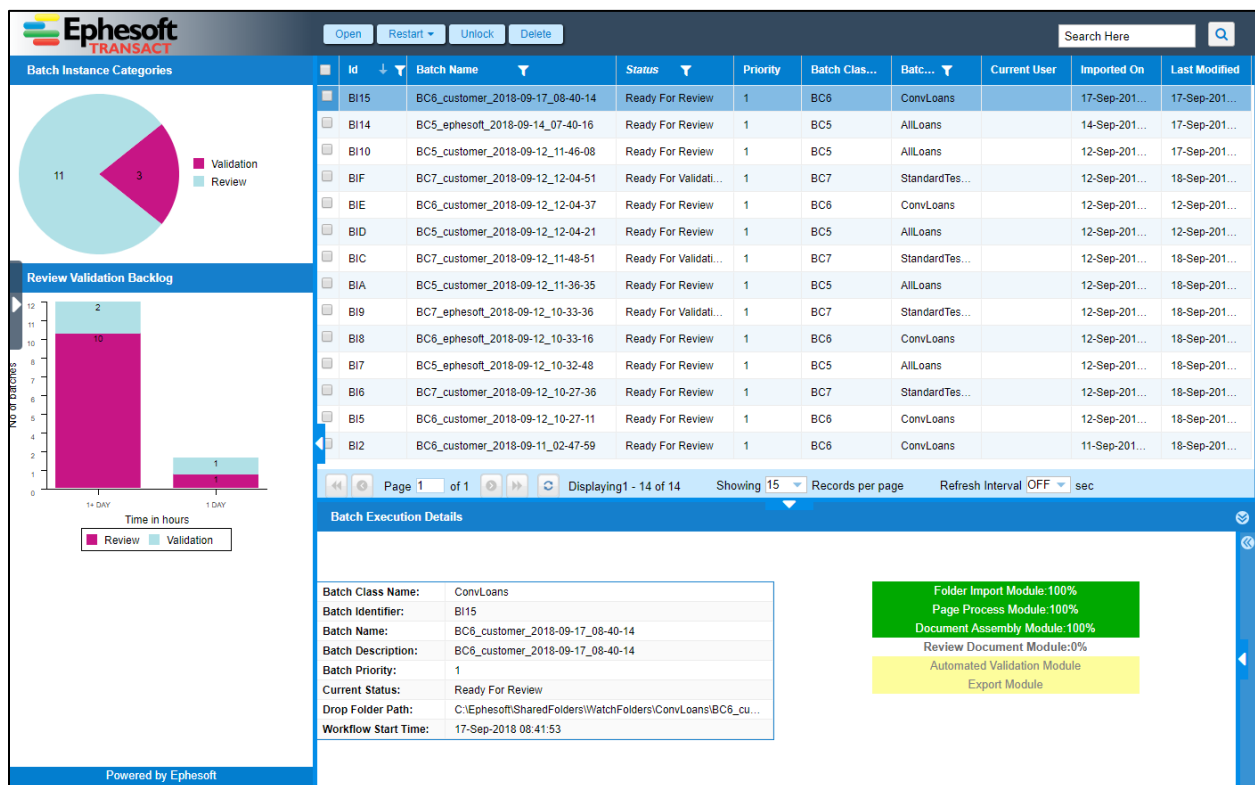 Ephesoft
TRANSACT
Open Restart Unlock Delete
Search Here
Batch Instance Categories
11
3
Validation
Review
Review Validation Backlog
12
11
10
8
7
6
5
4
2
1
0
No of batches
2
10
1
1
1+ DAY 1 DAY
Time in hours
Review Validation
Powered by Ephesoft
Id Batch Name Status Priority Batch Clas... Batc... Current User Imported On Last Modified
BI15 BC6_customer_2018-09-17_08-40-14 Ready For Review 1 BC6 ConvLoans 17-Sep-201... 17-Sep-201...
BI14 BC5_ephesoft_2018-09-14_07-40-16 Ready For Review 1 BC5 AllLoans 14-Sep-201... 17-Sep-201...
BI10 BC5_customer_2018-09-12_11-46-08 Ready For Review 1 BC5 AllLoans 12-Sep-201... 17-Sep-201...
BIF BC7_customer_2018-09-12_12-04-51 Ready For Validati... 1 BC7 StandardTes... 12-Sep-201... 18-Sep-201...
BIE BC6_customer_2018-09-12_12-04-37 Ready For Review 1 BC6 ConvLoans 12-Sep-201... 12-Sep-201...
BID BC5_customer_2018-09-12_12-04-21 Ready For Review 1 BC5 AllLoans 12-Sep-201... 12-Sep-201...
BIC BC7_customer_2018-09-12_11-48-51 Ready For Validati... 1 BC7 StandardTes... 12-Sep-201... 18-Sep-201...
BIA BC5_customer_2018-09-12_11-36-35 Ready For Review 1 BC5 AllLoans 12-Sep-201... 18-Sep-201...
BI9 BC7_ephesoft_2018-09-12_10-33-36 Ready For Validati... 1 BC7 StandardTes... 12-Sep-201... 18-Sep-201...
BI8 BC6_ephesoft_2018-09-12_10-33-16 Ready For Review 1 BC6 ConvLoans 12-Sep-201... 18-Sep-201...
BI7 BC5_ephesoft_2018-09-12_10-32-48 Ready For Review 1 BC5 AllLoans 12-Sep-201... 18-Sep-201...
BI6 BC7_customer_2018-09-12_10-27-36 Ready For Review 1 BC7 StandardTes... 12-Sep-201... 18-Sep-201...
BI5 BC6_customer_2018-09-12_10-27-11 Ready For Review 1 BC6 ConvLoans 12-Sep-201... 18-Sep-201...
BI2 BC6_customer_2018-09-11_02-47-59 Ready For Review 1 BC6 ConvLoans 11-Sep-201... 18-Sep-201...
Page 1 of 1 Displaying1 - 14 of 14 Showing 15 Records per page Refresh Interval OFF sec
Batch Execution Details
Batch Class Name: ConvLoans
Batch Identifier: BI15
Batch Name: BC6_customer_2018-09-17_08-40-14
Batch Description: BC6_customer_2018-09-17_08-40-14
Batch Priority: 1
Current Status: Ready For Review
Drop Folder Path: C:\Ephesoft\SharedFolders\WatchFolders\ConvLoans\BC6_cu...
Workflow Start Time: 17-Sep-2018 08:41:53
Folder Import Module:100%
Page Process Module:100%
Document Assembly Module:100%
Review Document Module:0%
Automated Validation Module
Export Module